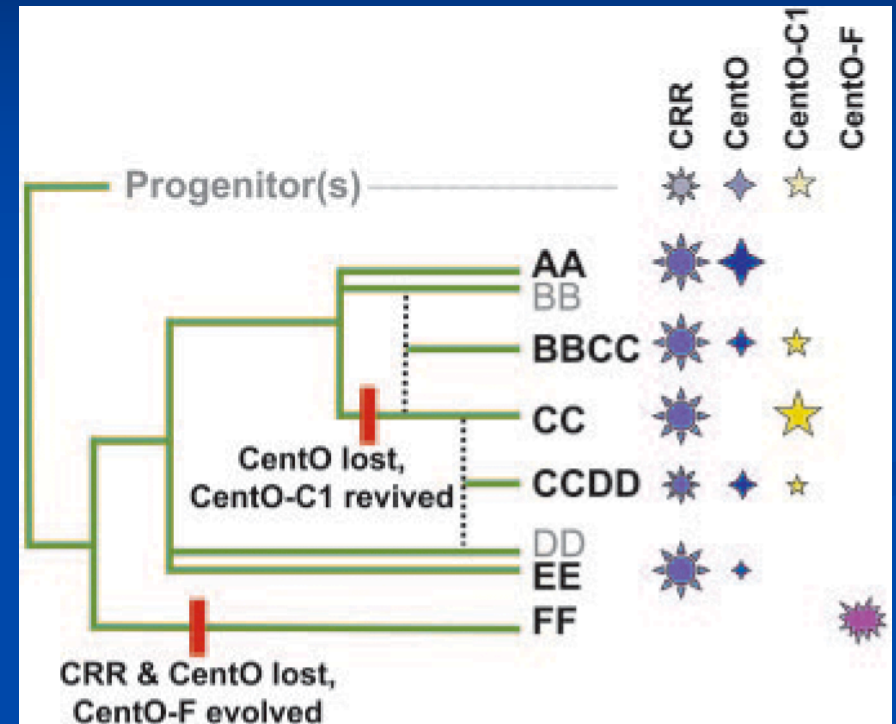 CRR
CentO
CentO-C1
CentO-F
Progenitor(s)
AA
BB
BBCC
CC
CentO lost,
CentO-C1 revived
CCDD
DD
EE
FF
CRR & CentO lost,
CentO-F evolved